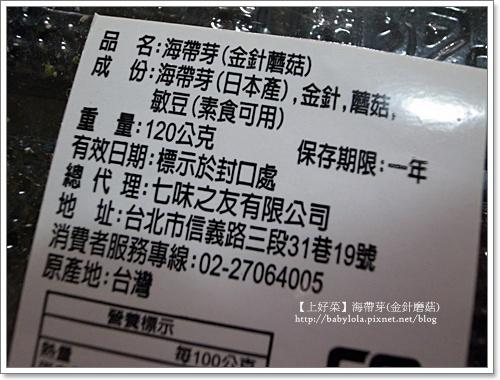 品　名:海帶芽(金針蘑菇)
成　份:海帶芽(日本產),金針,蘑菇,
敏豆(素食可用)
重　量:120公克　保存期限:一年
有效日期:標示於封口處
總 代 理:七味之友有限公司
地　址:台北市信義路三段31巷19號
消費者服務專線:02-27064005
原產地:台灣
營養標示
每100公克
熱量
【上好菜】海帶芽(金針磨菇)
http://babylola.pixnet.net/blog